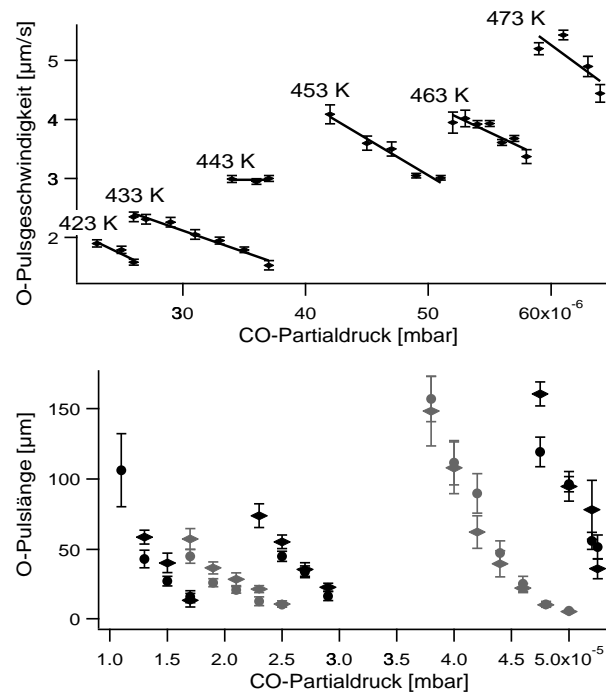 O-Pulsgeschwindigkeit [µm/s]
5
4
3
2
473 K
453 K
463 K
443 K
433 K
423 K
30
40
50
60x10-6
CO-Partialdruck [mbar]
O-Pulslänge [µm]
150
100
50
0
1.0
1.5
2.0
2.5
3.0
3.5
4.0
4.5
5.0x10-5
CO-Partialdruck [mbar]